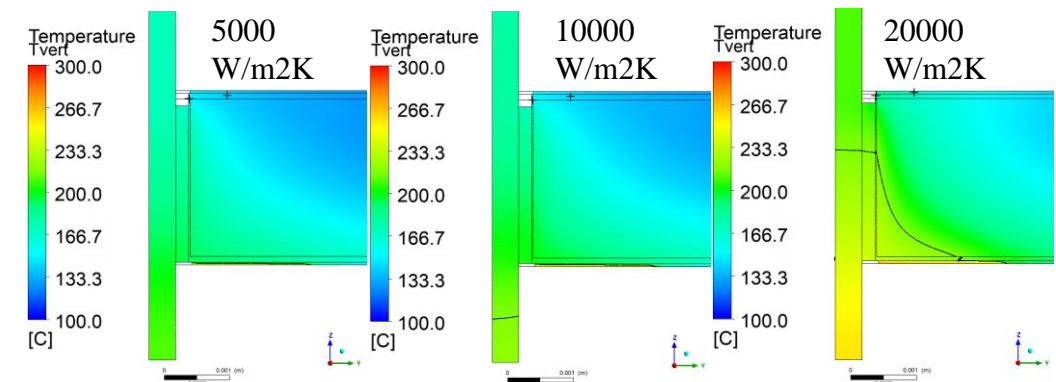 Temperature
Tvert
300.0
266.7
233.3
200.0
166.7
133.3
100.0
[C]
5000
W/m2K
0
0.001 (m)
Z
Y
Temperature
Tvert
300.0
266.7
233.3
200.0
166.7
133.3
100.0
[C]
10000
W/m2K
0
0.001 (m)
Z
Y
Temperature
Tvert
300.0
266.7
233.3
200.0
166.7
133.3
100.0
[C]
20000
W/m2K
0
0.001 (m)
Z
Y